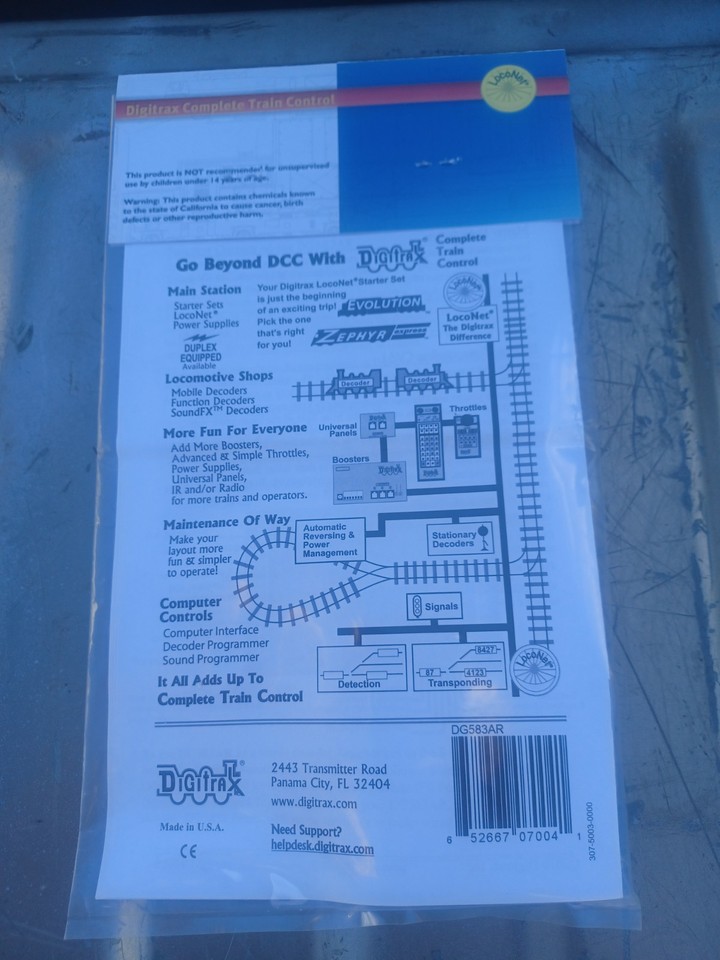 LocoNet®
Digitrax Complete Train Control
This product is NOT recommended for unsupervised
use by children under 14 years of age.
Warning: This product contains chemicals known
to the state of California to cause cancer, birth
defects or other reproductive harm.
Go Beyond DCC With DIGITRAX® Complete
Train
Control
Main Station
Starter Sets
LocoNet®
Power Supplies
DUPLEX
EQUIPPED
Available
Your Digitrax LocoNet® Starter Set
is just the beginning
of an exciting trip!
Pick the one
that's right
for you!
EVOLUTION
ZEPHYR express
LocoNet
LocoNet®
The Digitrax
Difference
Locomotive Shops
Mobile Decoders
Function Decoders
SoundFX™ Decoders
Decoder
Decoder
More Fun For Everyone
Add More Boosters,
Advanced & Simple Throttles,
Power Supplies,
Universal Panels,
IR and/or Radio
for more trains and operators.
Universal
Panels
Throttles
Boosters
Maintenance Of Way
Make your
layout more
fun & simpler
to operate!
Automatic
Reversing &
Power
Management
Stationary
Decoders
Computer
Controls
Computer Interface
Decoder Programmer
Sound Programmer
Signals
Detection
8427
87
4123
Transponding
LocoNet®
It All Adds Up To
Complete Train Control
DIGITRAX
Made in U.S.A.
CE
2443 Transmitter Road
Panama City, FL 32404
www.digitrax.com
Need Support?
helpdesk.digitrax.com
DG583AR
6 52667 07004 1
307-5003-0000